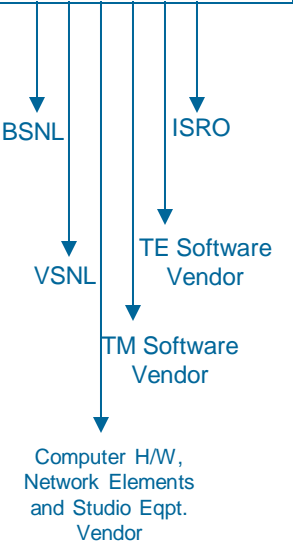 BSNL
ISRO
TE Software
Vendor
VSNL
TM Software
Vendor
Computer H/W,
Network Elements
and Studio Eqpt.
Vendor